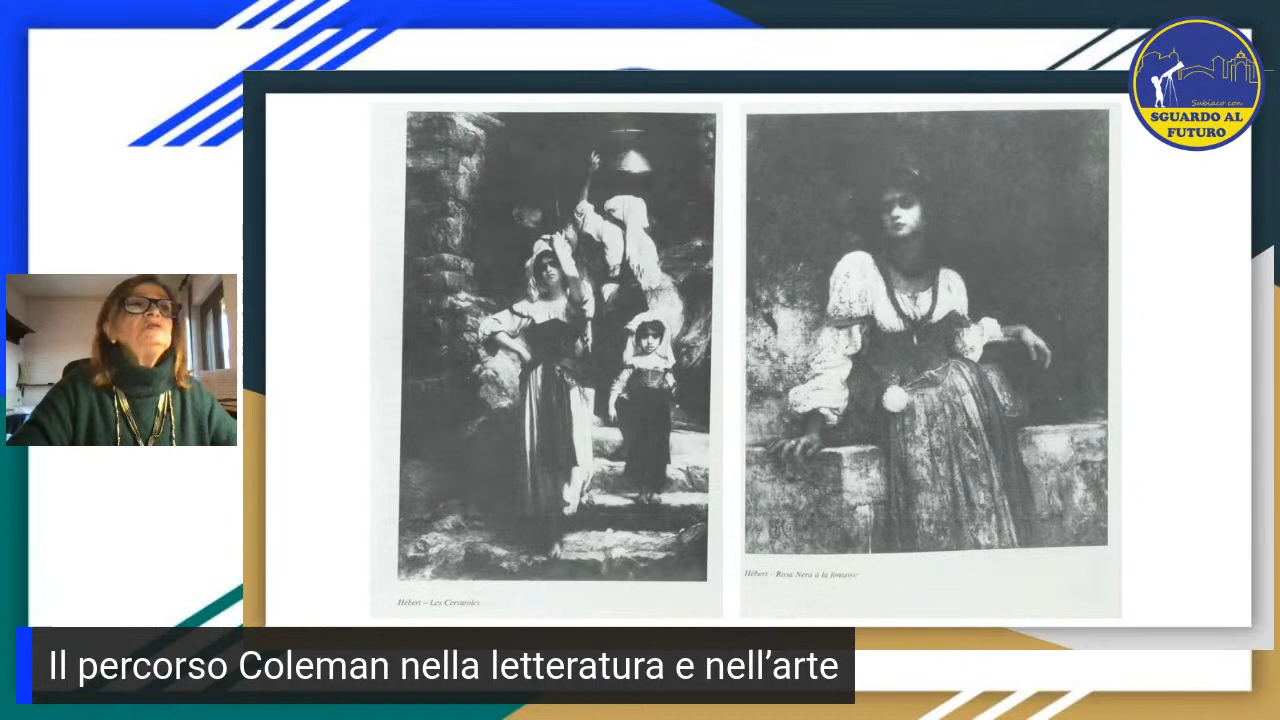 Subiaco con
SGUARDO AL
FUTURO
Hébert – Les Cervaroles
Hébert - Rosa Nera à la fontaine
Il percorso Coleman nella letteratura e nell’arte